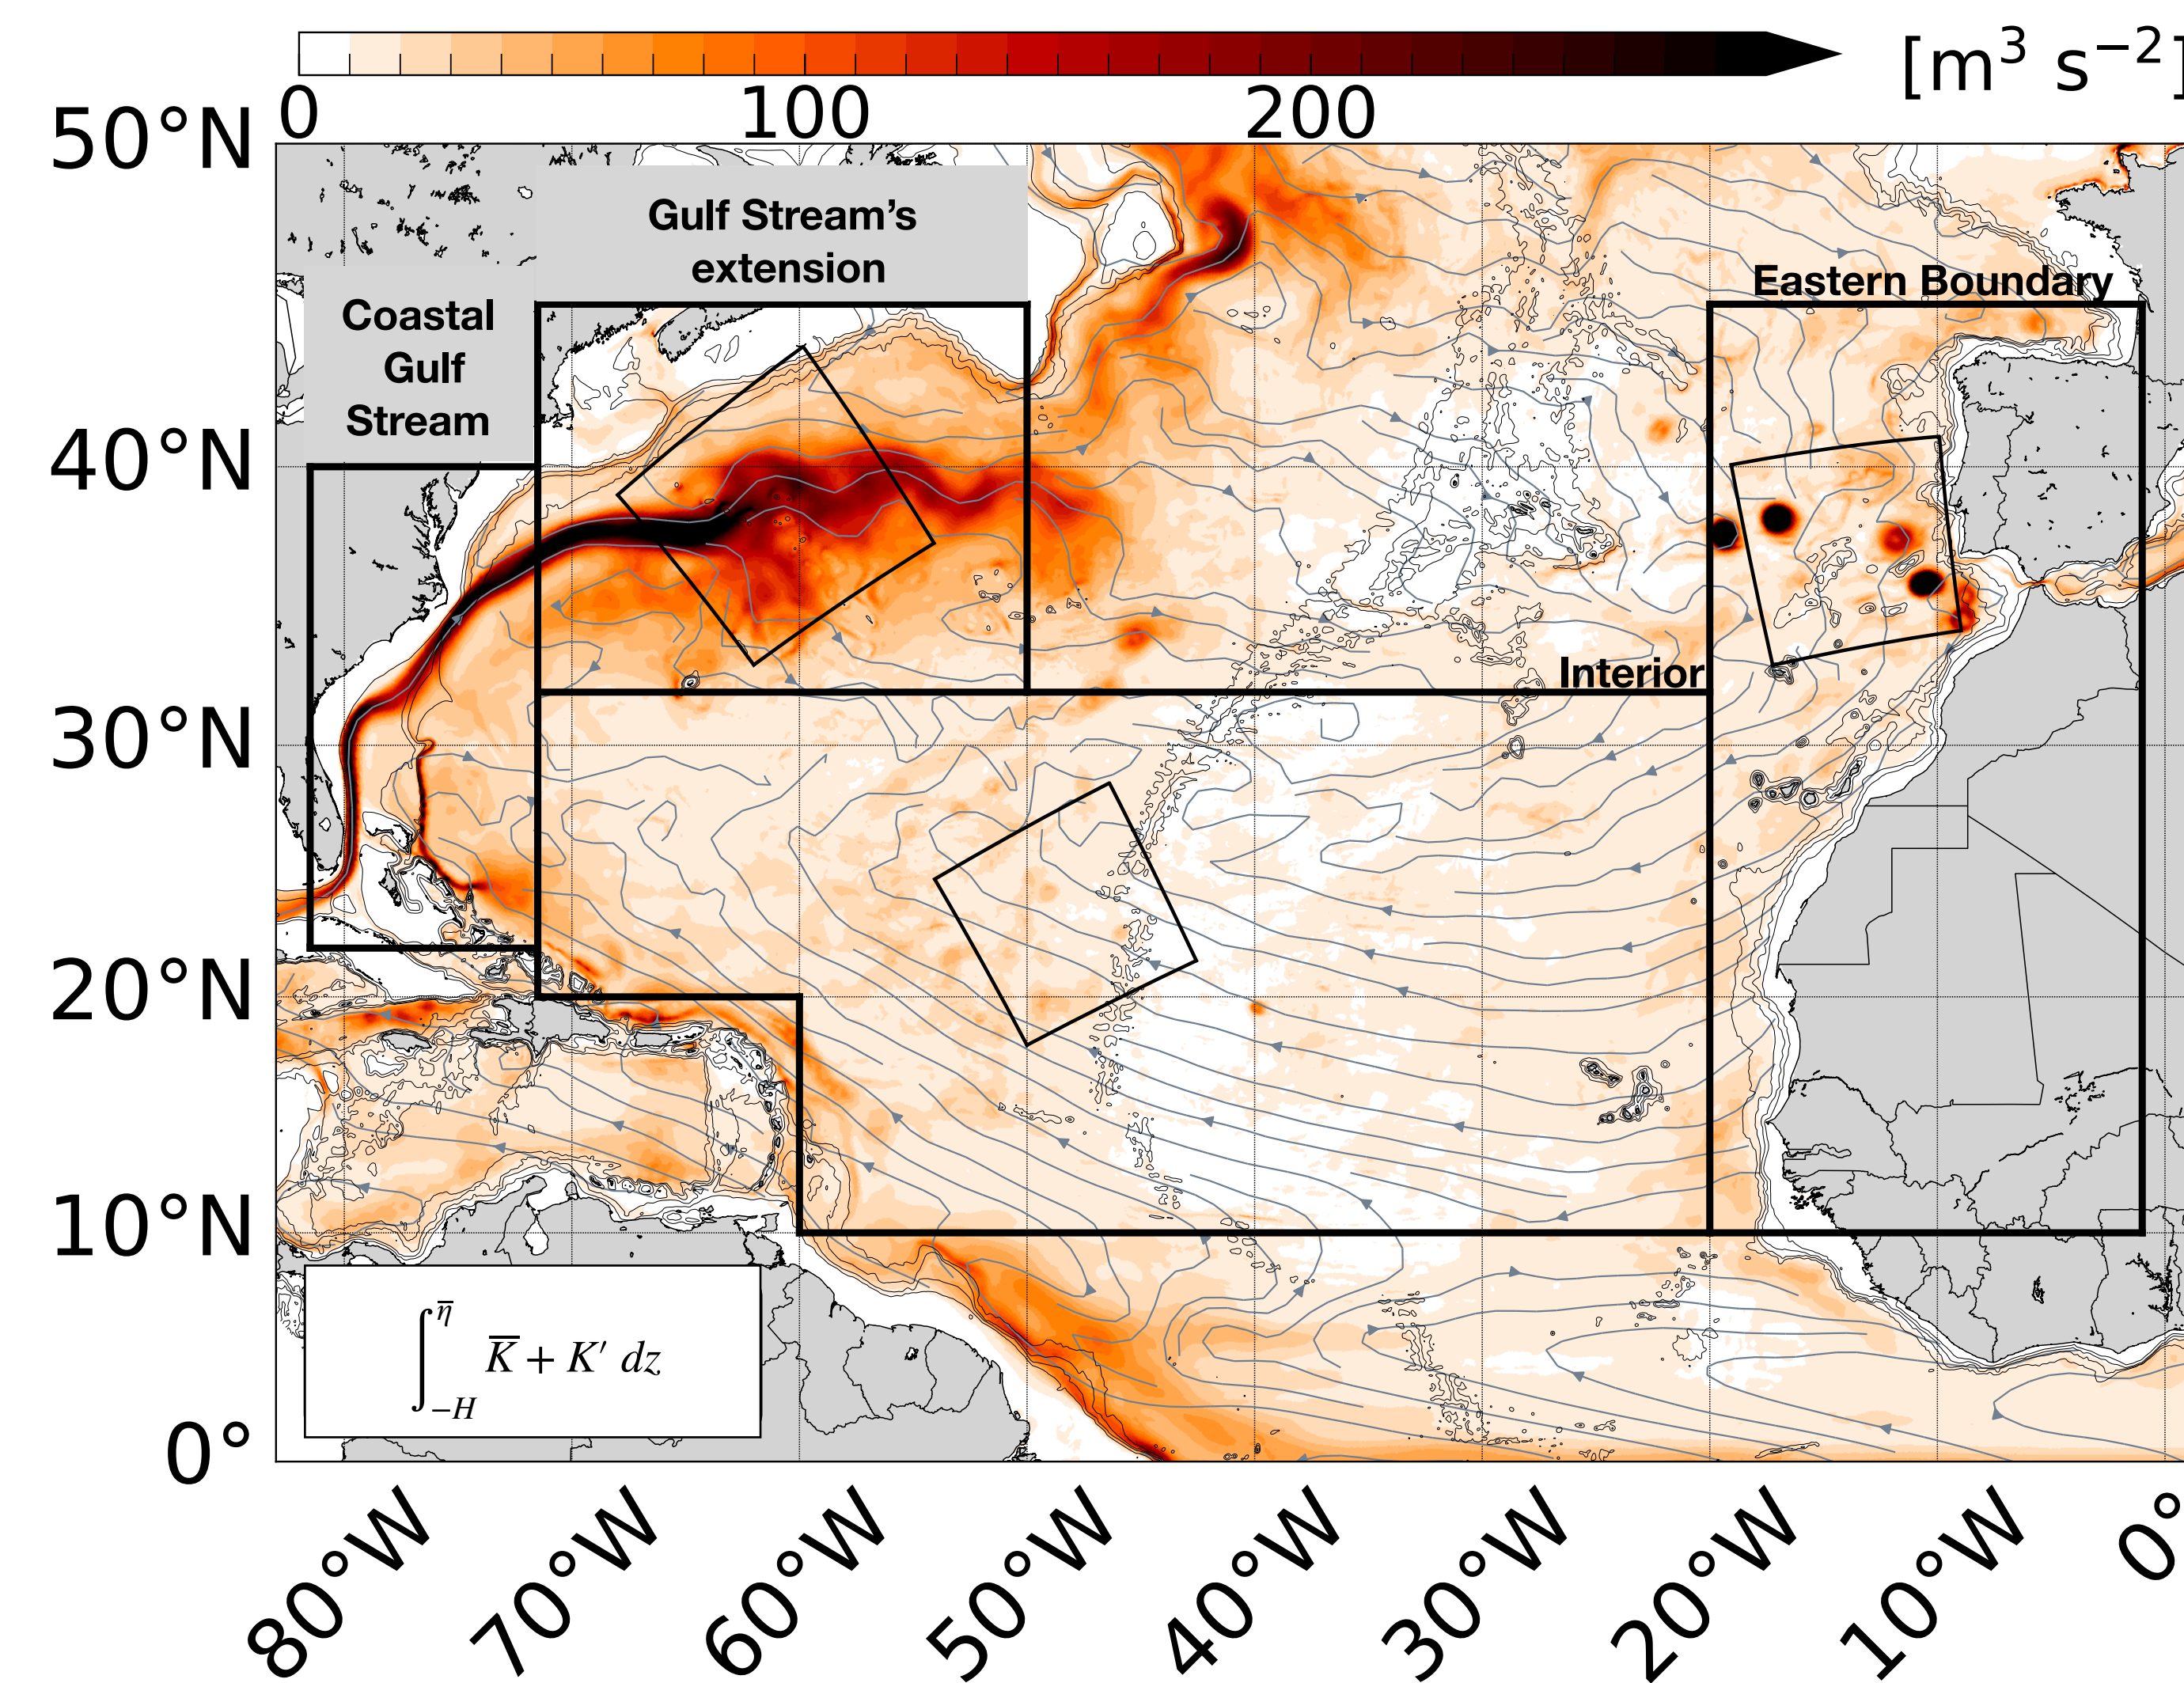 [m³ s⁻²]
0 100 200
50°N
40°N
30°N
20°N
10°N
0°
Gulf Stream’s
extension
Coastal
Gulf
Stream
Eastern Boundary
Interior
∫_{−H}^{η̅} K̅ + K′ dz
80°W 70°W 60°W 50°W 40°W 30°W 20°W 10°W 0°